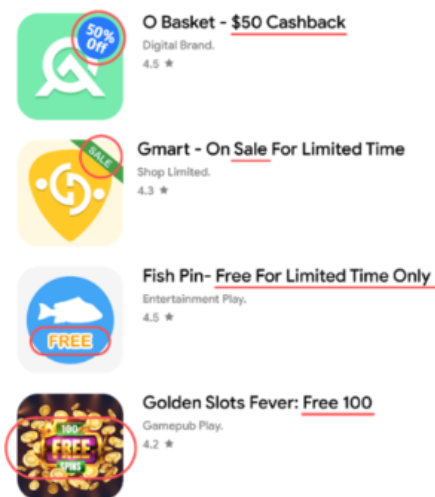 50%
Off
O Basket - $50 Cashback
Digital Brand.
4.5 ★
SALE
Gmart - On Sale For Limited Time
Shop Limited.
4.3 ★
Fish Pin- Free For Limited Time Only
Entertainment Play.
4.5 ★
FREE
Golden Slots Fever: Free 100
Gamepub Play.
4.2 ★
100
FREE
SPINS